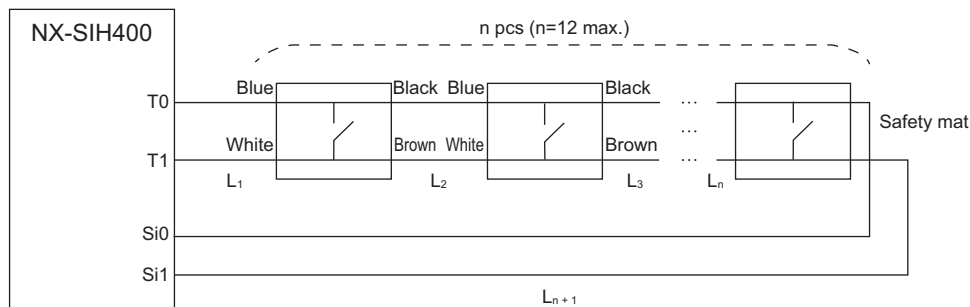 NX-SIH400
n pcs (n=12 max.)
Blue Black Blue Black ...
T0
Safety mat
...
White Brown White Brown ...
T1
L1 L2 L3 Ln
Si0
Si1
Ln + 1